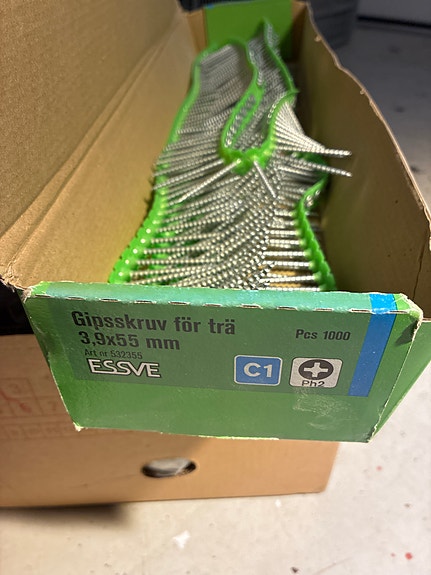 Gipsskruv för trä
3,9x55 mm
Art nr 532355
ESSVE
Pcs 1000
C1
Ph2